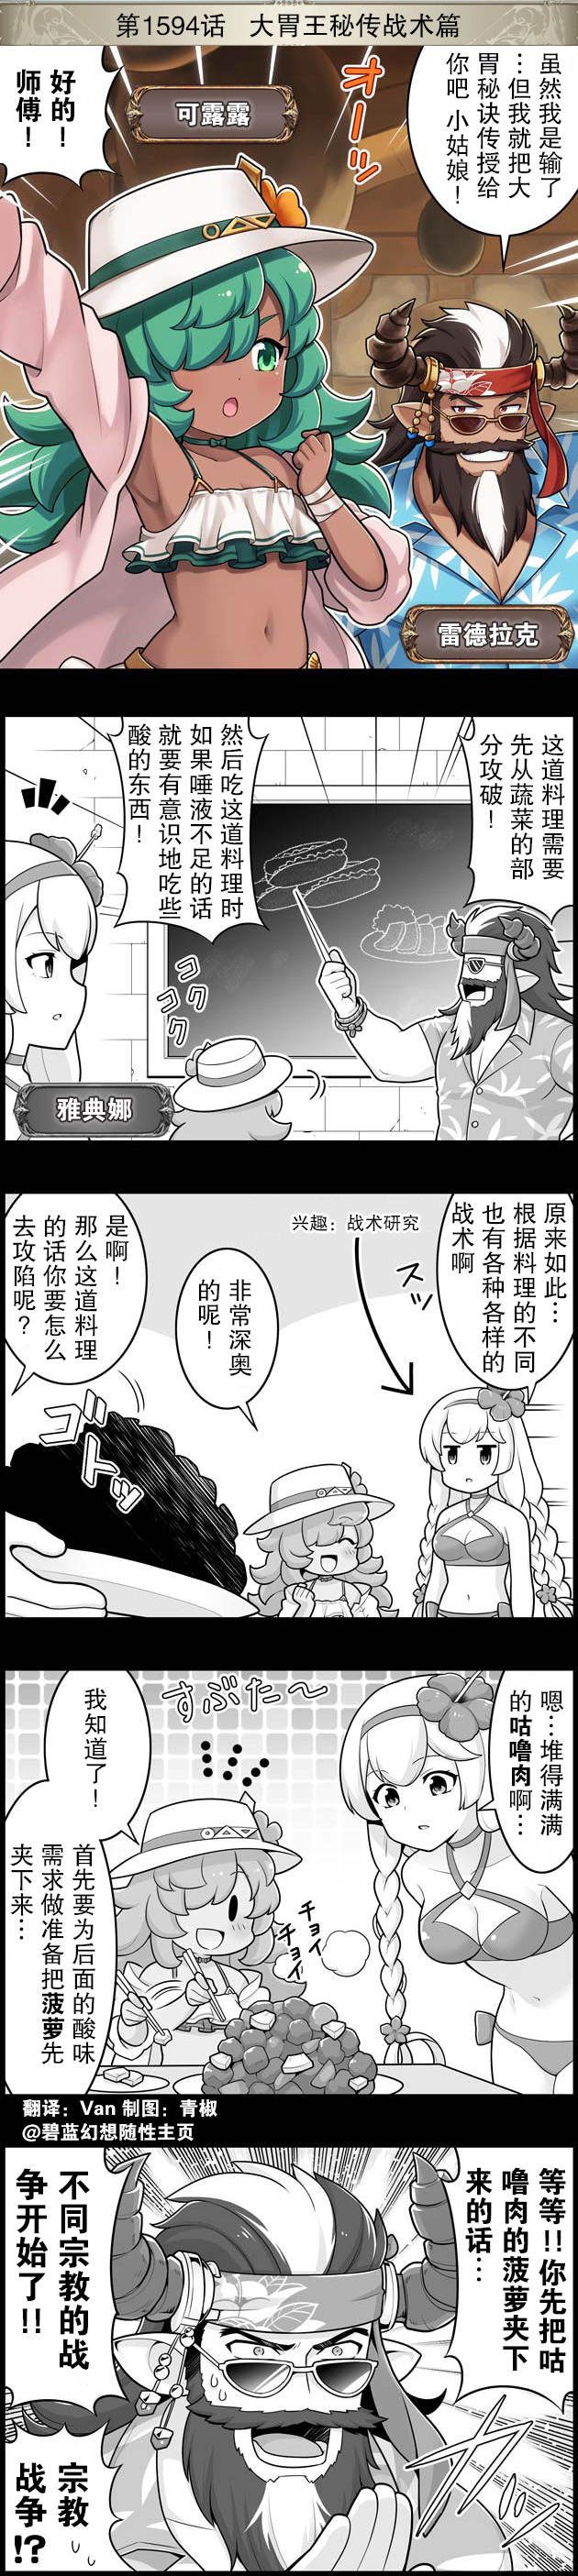 第1594话　大胃王秘传战术篇
虽然我是输了
…但我就把大
胃秘诀传授给
你吧 小姑娘！
オーッ
可露露
好的！
师傅！
雷德拉克
这道料理需要
先从蔬菜的部
分攻破！
然后吃这道料理时
如果唾液不足的话
就要有意识地吃些
酸的东西！
コク
コク
雅典娜
原来如此…
根据料理的不同
也有各种各样的
战术啊
兴趣：战术研究
スッ
非常深奥
的呢！
是啊！
那么这道料理
的话你要怎么
去攻陷呢？
ゴトッ
嗯…堆得满满
的咕噜肉啊…
すぶた〜
我知道了！
首先要为后面的酸味
需求做准备把菠萝先
夹下来…
チョイ
チョイ
翻译：Van 制图：青椒
@碧蓝幻想随性主页
等等!!你先把咕
噜肉的菠萝夹下
来的话…
不同宗教的战
争开始了!!
宗教
战争!?